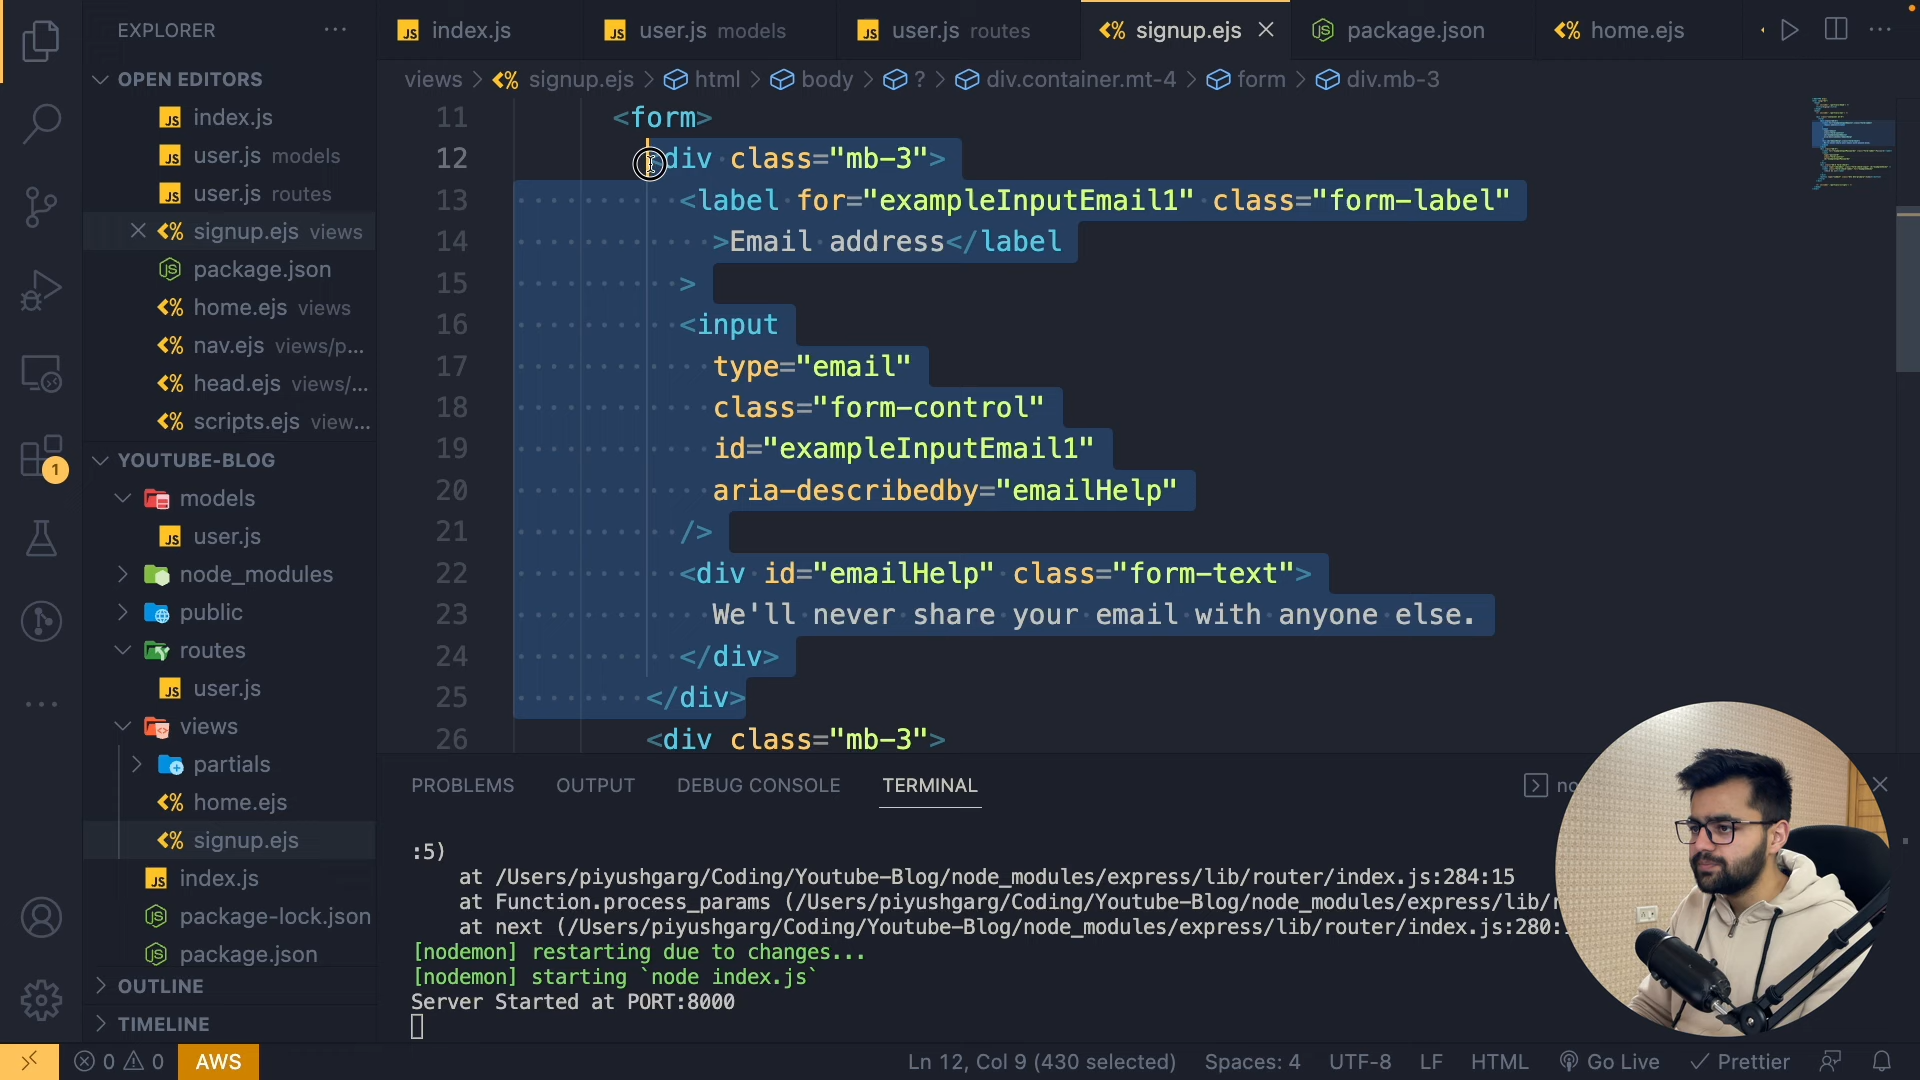 EXPLORER
index.js
user.js models
user.js routes
signup.ejs
package.json
home.ejs
OPEN EDITORS
views
signup.ejs
html
body
?
div.container.mt-4
form
div.mb-3
index.js
user.js models
user.js routes
signup.ejs views
package.json
home.ejs views
nav.ejs views/p...
head.ejs views/...
scripts.ejs view...
YOUTUBE-BLOG
models
user.js
node_modules
public
routes
user.js
views
partials
home.ejs
signup.ejs
index.js
package-lock.json
package.json
OUTLINE
TIMELINE
1
11 <form>
12 div class="mb-3">
13 <label for="exampleInputEmail1" class="form-label"
14 >Email address</label
15 >
16 <input
17 type="email"
18 class="form-control"
19 id="exampleInputEmail1"
20 aria-describedby="emailHelp"
21 />
22 <div id="emailHelp" class="form-text">
23 We'll never share your email with anyone else.
24 </div>
25 </div>
26 <div class="mb-3">
PROBLEMS OUTPUT DEBUG CONSOLE TERMINAL
:5)
at /Users/piyushgarg/Coding/Youtube-Blog/node_modules/express/lib/router/index.js:284:15
at Function.process_params (/Users/piyushgarg/Coding/Youtube-Blog/node_modules/express/lib/
at next (/Users/piyushgarg/Coding/Youtube-Blog/node_modules/express/lib/router/index.js:280:
[nodemon] restarting due to changes...
[nodemon] starting `node index.js`
Server Started at PORT:8000
0 0 AWS Ln 12, Col 9 (430 selected) Spaces: 4 UTF-8 LF HTML Go Live Prettier